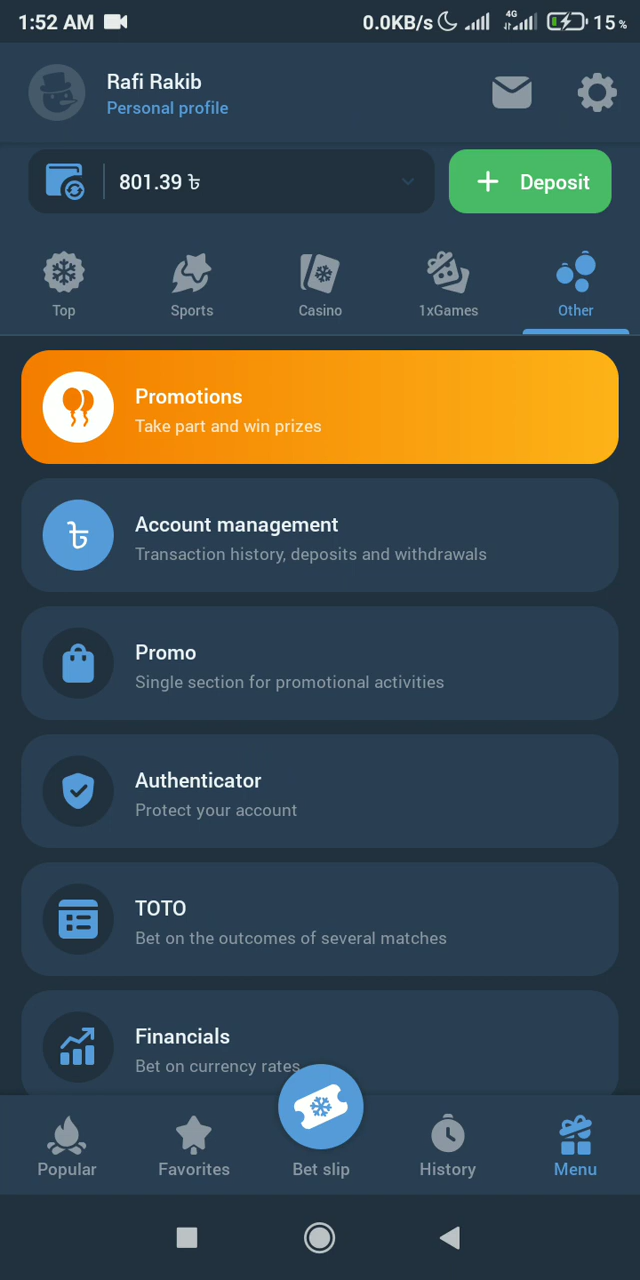 1:52 AM 0.0KB/s 4G 15%
Rafi Rakib
Personal profile
801.39 ৳
Deposit
Top Sports Casino 1xGames Other
Promotions
Take part and win prizes
৳
Account management
Transaction history, deposits and withdrawals
Promo
Single section for promotional activities
Authenticator
Protect your account
TOTO
Bet on the outcomes of several matches
Financials
Bet on currency rates
Popular Favorites Bet slip History Menu